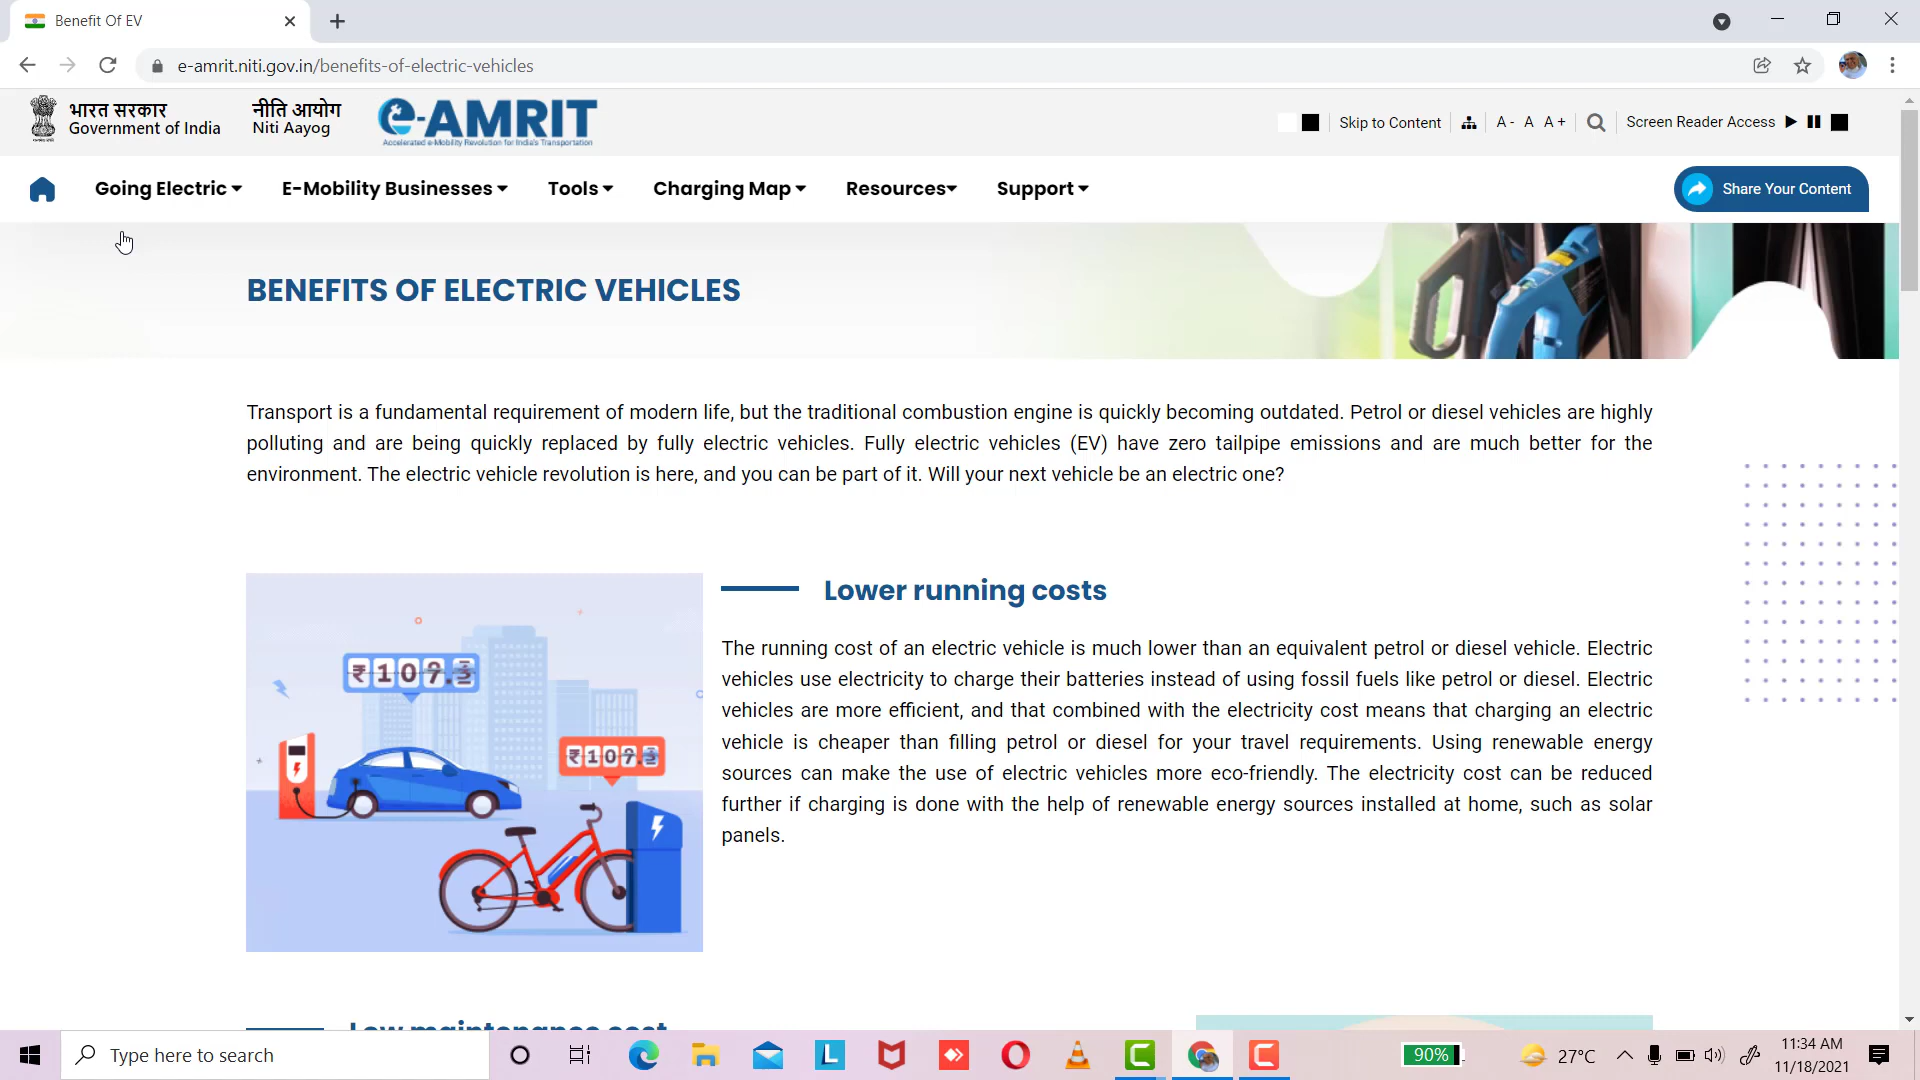 Benefit Of EV
e-amrit.niti.gov.in/benefits-of-electric-vehicles
भारत सरकार
Government of India
नीति आयोग
Niti Aayog
e-AMRIT
Accelerated e-Mobility Revolution for India's Transportation
Skip to Content
A- A A+
Screen Reader Access
Going Electric
E-Mobility Businesses
Tools
Charging Map
Resources
Support
Share Your Content
BENEFITS OF ELECTRIC VEHICLES
Transport is a fundamental requirement of modern life, but the traditional combustion engine is quickly becoming outdated. Petrol or diesel vehicles are highly
polluting and are being quickly replaced by fully electric vehicles. Fully electric vehicles (EV) have zero tailpipe emissions and are much better for the
environment. The electric vehicle revolution is here, and you can be part of it. Will your next vehicle be an electric one?
Lower running costs
The running cost of an electric vehicle is much lower than an equivalent petrol or diesel vehicle. Electric
vehicles use electricity to charge their batteries instead of using fossil fuels like petrol or diesel. Electric
vehicles are more efficient, and that combined with the electricity cost means that charging an electric
vehicle is cheaper than filling petrol or diesel for your travel requirements. Using renewable energy
sources can make the use of electric vehicles more eco-friendly. The electricity cost can be reduced
further if charging is done with the help of renewable energy sources installed at home, such as solar
panels.
Low maintenance cost
Type here to search
L
90%
27°C
11:34 AM
11/18/2021